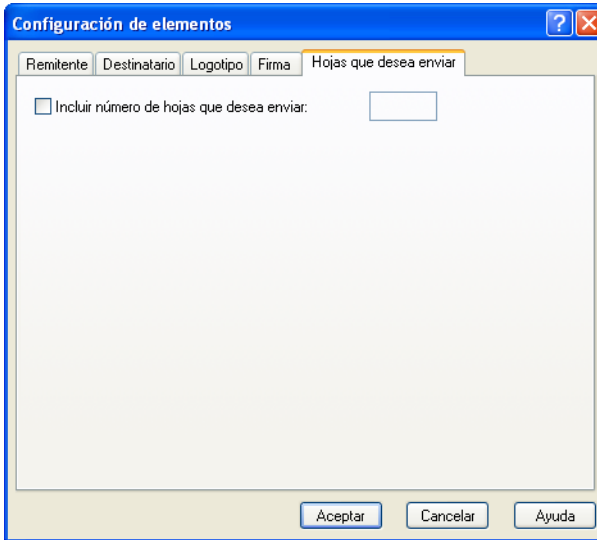 Configuración de elementos
Remitente Destinatario Logotipo Firma Hojas que desea enviar
Incluir número de hojas que desea enviar:
Aceptar Cancelar Ayuda